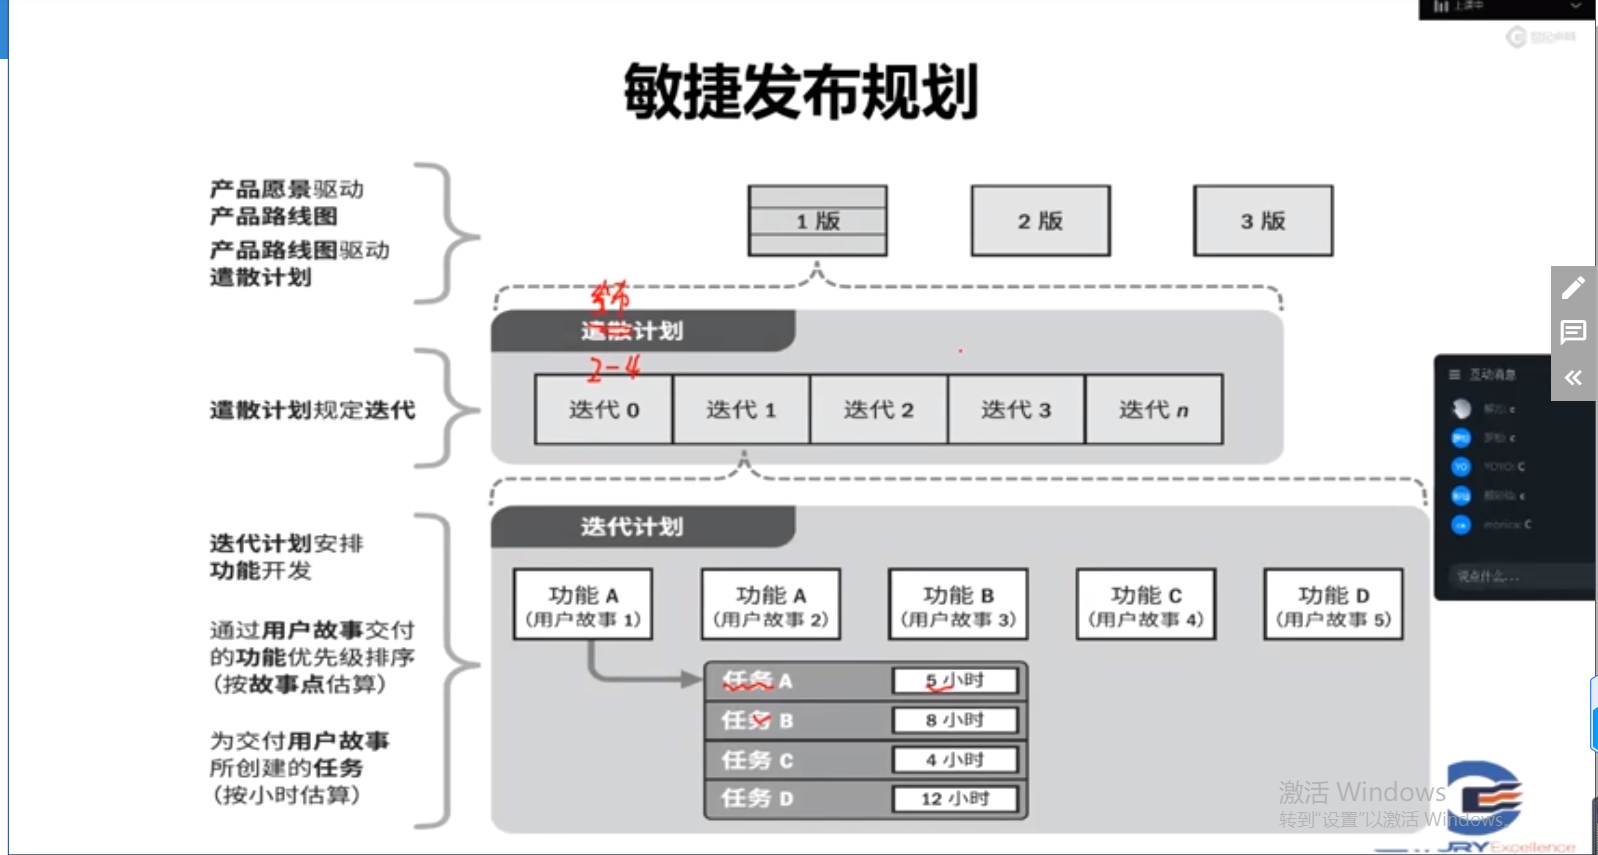 上课中
敏捷发布规划
产品愿景驱动
产品路线图
产品路线图驱动
遣散计划
1 版
2 版
3 版
发布
遣散计划
2-4
遣散计划规定迭代
迭代 0
迭代 1
迭代 2
迭代 3
迭代 n
迭代计划
迭代计划安排
功能开发
通过用户故事交付
的功能优先级排序
（按故事点估算）
为交付用户故事
所创建的任务
（按小时估算）
功能 A
（用户故事 1）
功能 A
（用户故事 2）
功能 B
（用户故事 3）
功能 C
（用户故事 4）
功能 D
（用户故事 5）
任务 A
5 小时
任务 B
8 小时
任务 C
4 小时
任务 D
12 小时
互动消息
YOYO: C
monica: C
说点什么...
激活 Windows
转到"设置"以激活 Windows。
Excellence